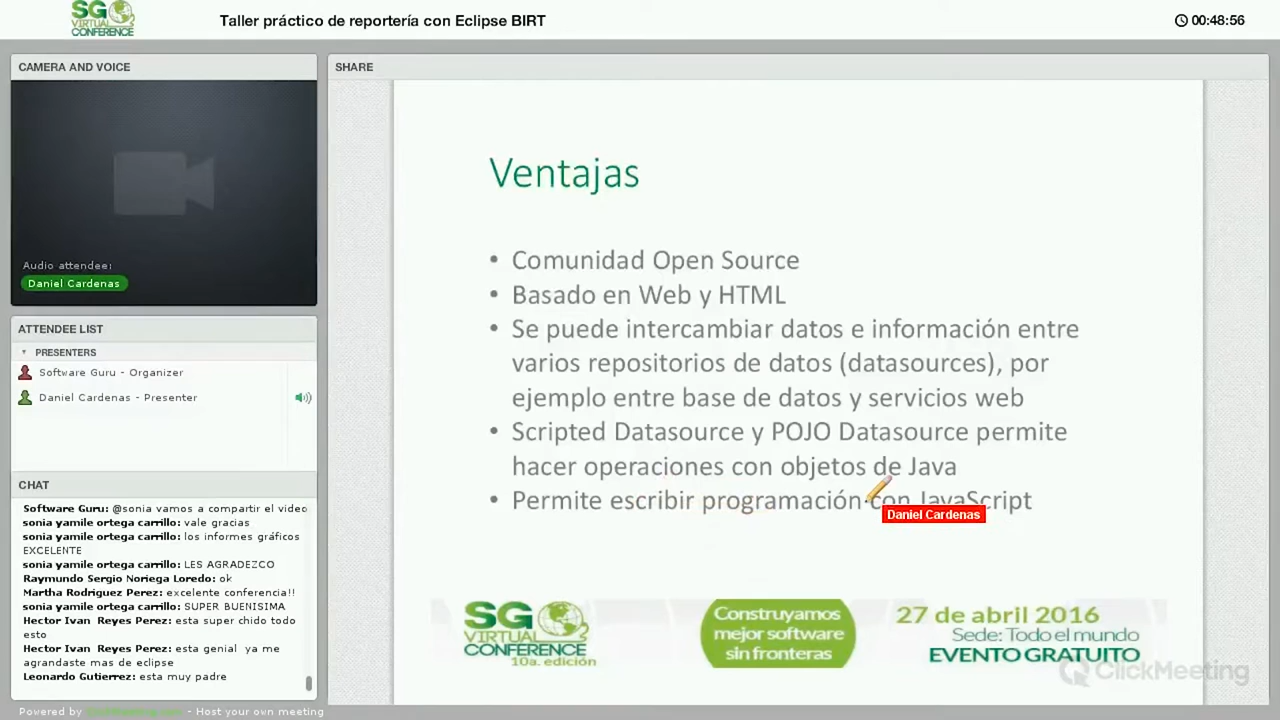 SG
VIRTUAL
CONFERENCE
Taller práctico de reportería con Eclipse BIRT
00:48:56
CAMERA AND VOICE
Audio attendee:
Daniel Cardenas
ATTENDEE LIST
PRESENTERS
Software Guru - Organizer
Daniel Cardenas - Presenter
CHAT
Software Guru: @sonia vamos a compartir el video
sonia yamile ortega carrillo: vale gracias
sonia yamile ortega carrillo: los informes gráficos
EXCELENTE
sonia yamile ortega carrillo: LES AGRADEZCO
Raymundo Sergio Noriega Loredo: ok
Martha Rodriguez Perez: excelente conferencia!!
sonia yamile ortega carrillo: SUPER BUENISIMA
Hector Ivan Reyes Perez: esta super chido todo
esto
Hector Ivan Reyes Perez: esta genial ya me
agrandaste mas de eclipse
Leonardo Gutierrez: esta muy padre
Powered by ClickMeeting.com - Host your own meeting
SHARE
Ventajas
• Comunidad Open Source
• Basado en Web y HTML
• Se puede intercambiar datos e información entre
varios repositorios de datos (datasources), por
ejemplo entre base de datos y servicios web
• Scripted Datasource y POJO Datasource permite
hacer operaciones con objetos de Java
• Permite escribir programación con JavaScript
Daniel Cardenas
SG
VIRTUAL
CONFERENCE
10a. edición
Construyamos
mejor software
sin fronteras
27 de abril 2016
Sede: Todo el mundo
EVENTO GRATUITO
ClickMeeting